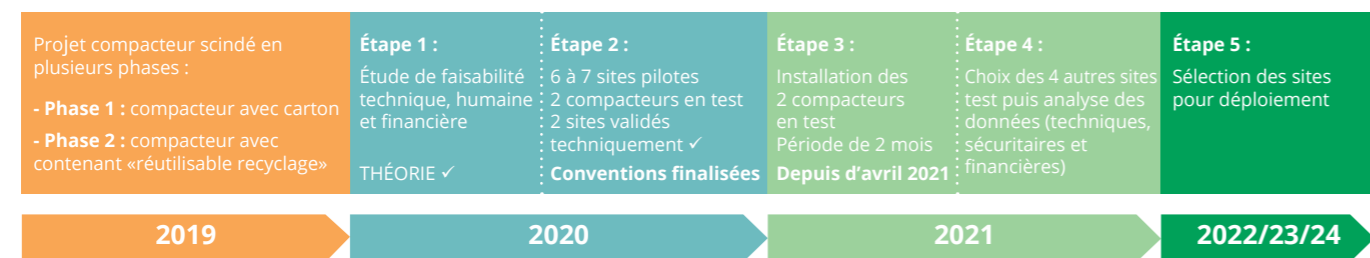 Projet compacteur scindé en
plusieurs phases :
- Phase 1 : compacteur avec carton
- Phase 2 : compacteur avec
contenant «réutilisable recyclage»
Étape 1 :
Étude de faisabilité
technique, humaine
et financière
THÉORIE ✓
Étape 2 :
6 à 7 sites pilotes
2 compacteurs en test
2 sites validés
techniquement ✓
Conventions finalisées
Étape 3 :
Installation des
2 compacteurs
en test
Période de 2 mois
Depuis d’avril 2021
Étape 4 :
Choix des 4 autres sites
test puis analyse des
données (techniques,
sécuritaires et
financières)
Étape 5 :
Sélection des sites
pour déploiement
2019
2020
2021
2022/23/24